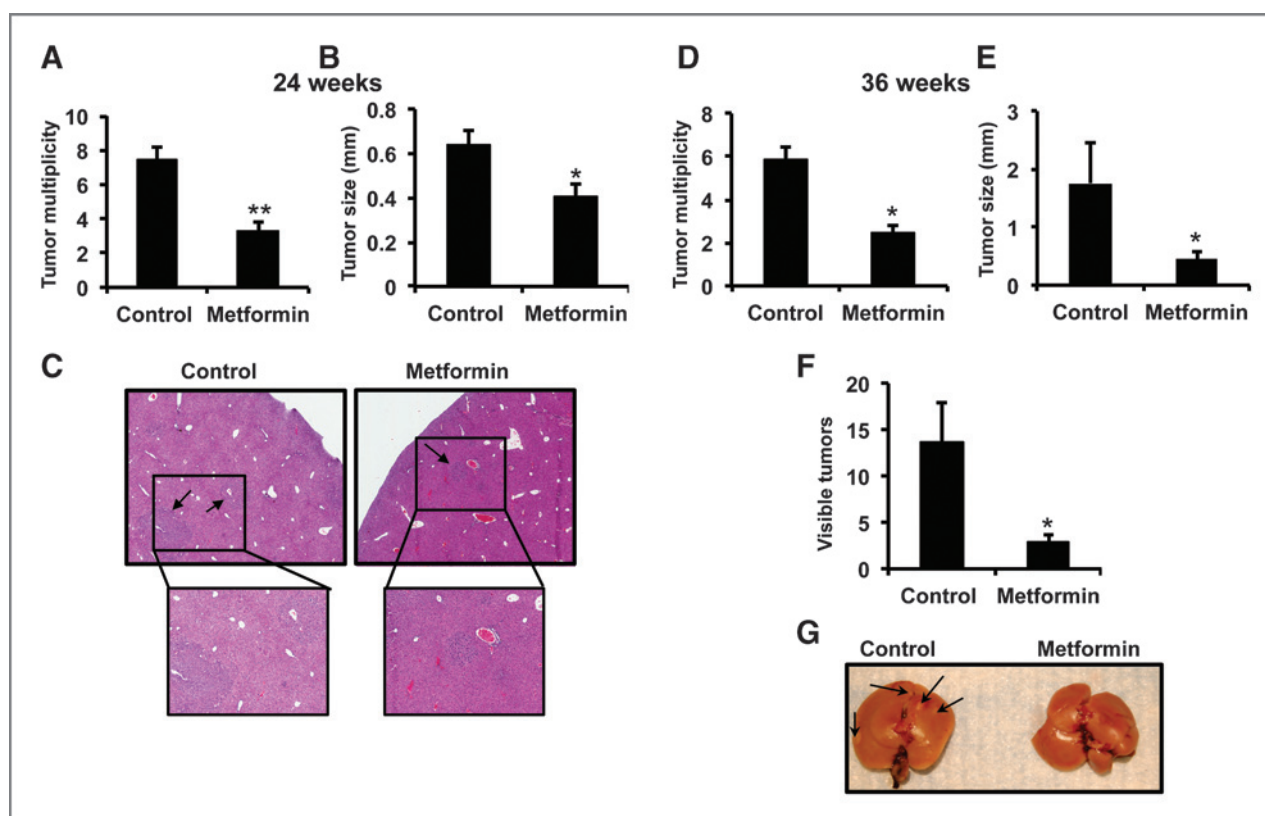 A
B
24 weeks
Tumor multiplicity
10
8
6
4
2
0
**
Control Metformin
Tumor size (mm)
0.8
0.6
0.4
0.2
0
*
Control Metformin
D
E
36 weeks
Tumor multiplicity
8
6
4
2
0
*
Control Metformin
Tumor size (mm)
3
2
1
0
*
Control Metformin
C
Control Metformin
F
Visible tumors
20
15
10
5
0
*
Control Metformin
G
Control Metformin